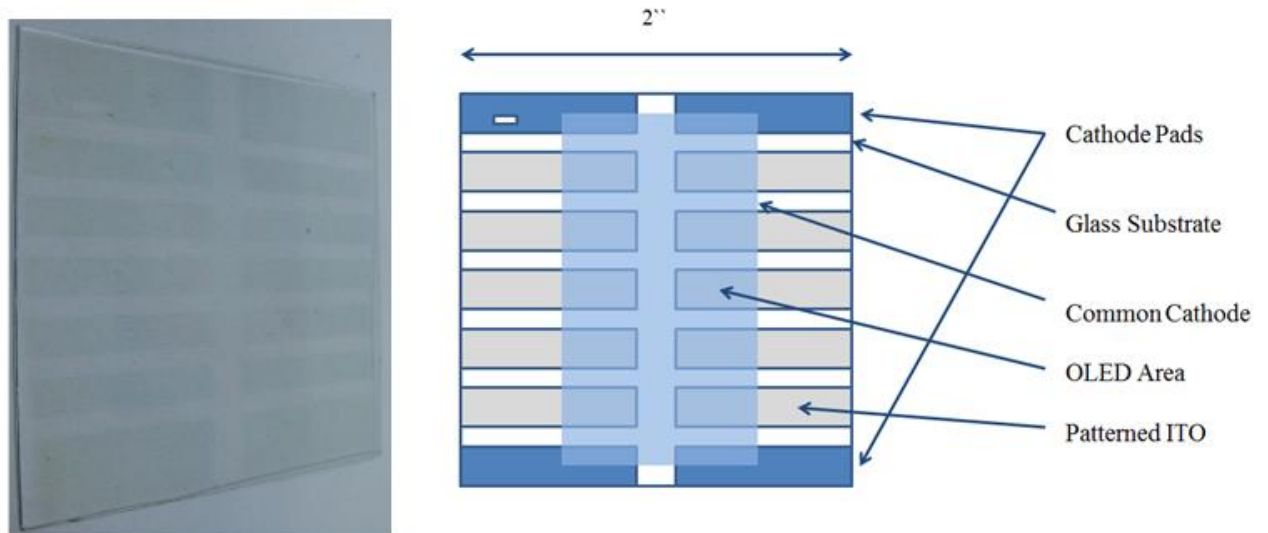 2``
Cathode Pads
Glass Substrate
Common Cathode
OLED Area
Patterned ITO